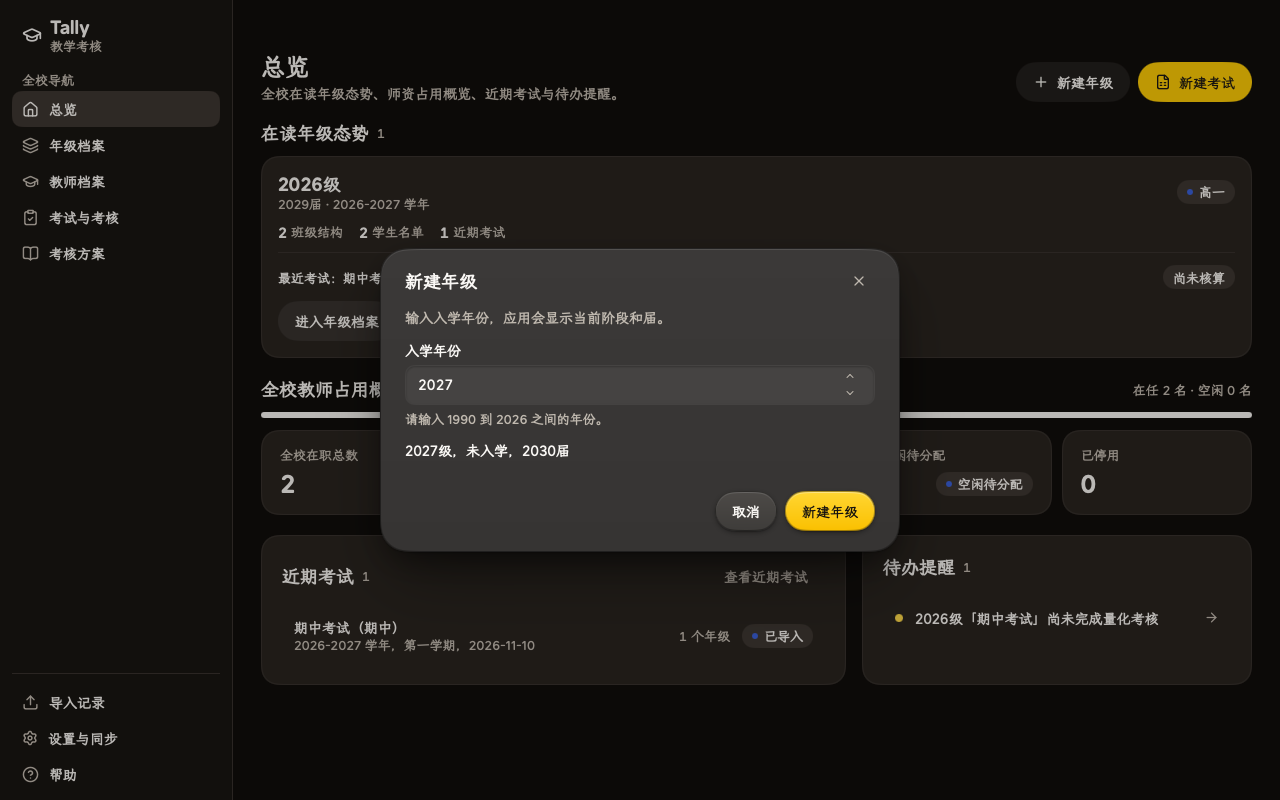 Tally
教学考核
全校导航
总览
年级档案
教师档案
考试与考核
考核方案
导入记录
设置与同步
帮助
总览
全校在读年级态势、师资占用概览、近期考试与待办提醒。
新建年级
新建考试
在读年级态势 1
2026级
2029届 · 2026-2027 学年
高一
2 班级结构 2 学生名单 1 近期考试
最近考试：期中考
尚未核算
进入年级档案
全校教师占用概
在任 2 名 · 空闲 0 名
全校在职总数
2
闲待分配
空闲待分配
已停用
0
新建年级
输入入学年份，应用会显示当前阶段和届。
入学年份
2027
请输入 1990 到 2026 之间的年份。
2027级，未入学，2030届
取消
新建年级
近期考试 1
查看近期考试
期中考试（期中）
2026-2027 学年，第一学期，2026-11-10
1 个年级
已导入
待办提醒 1
2026级「期中考试」尚未完成量化考核